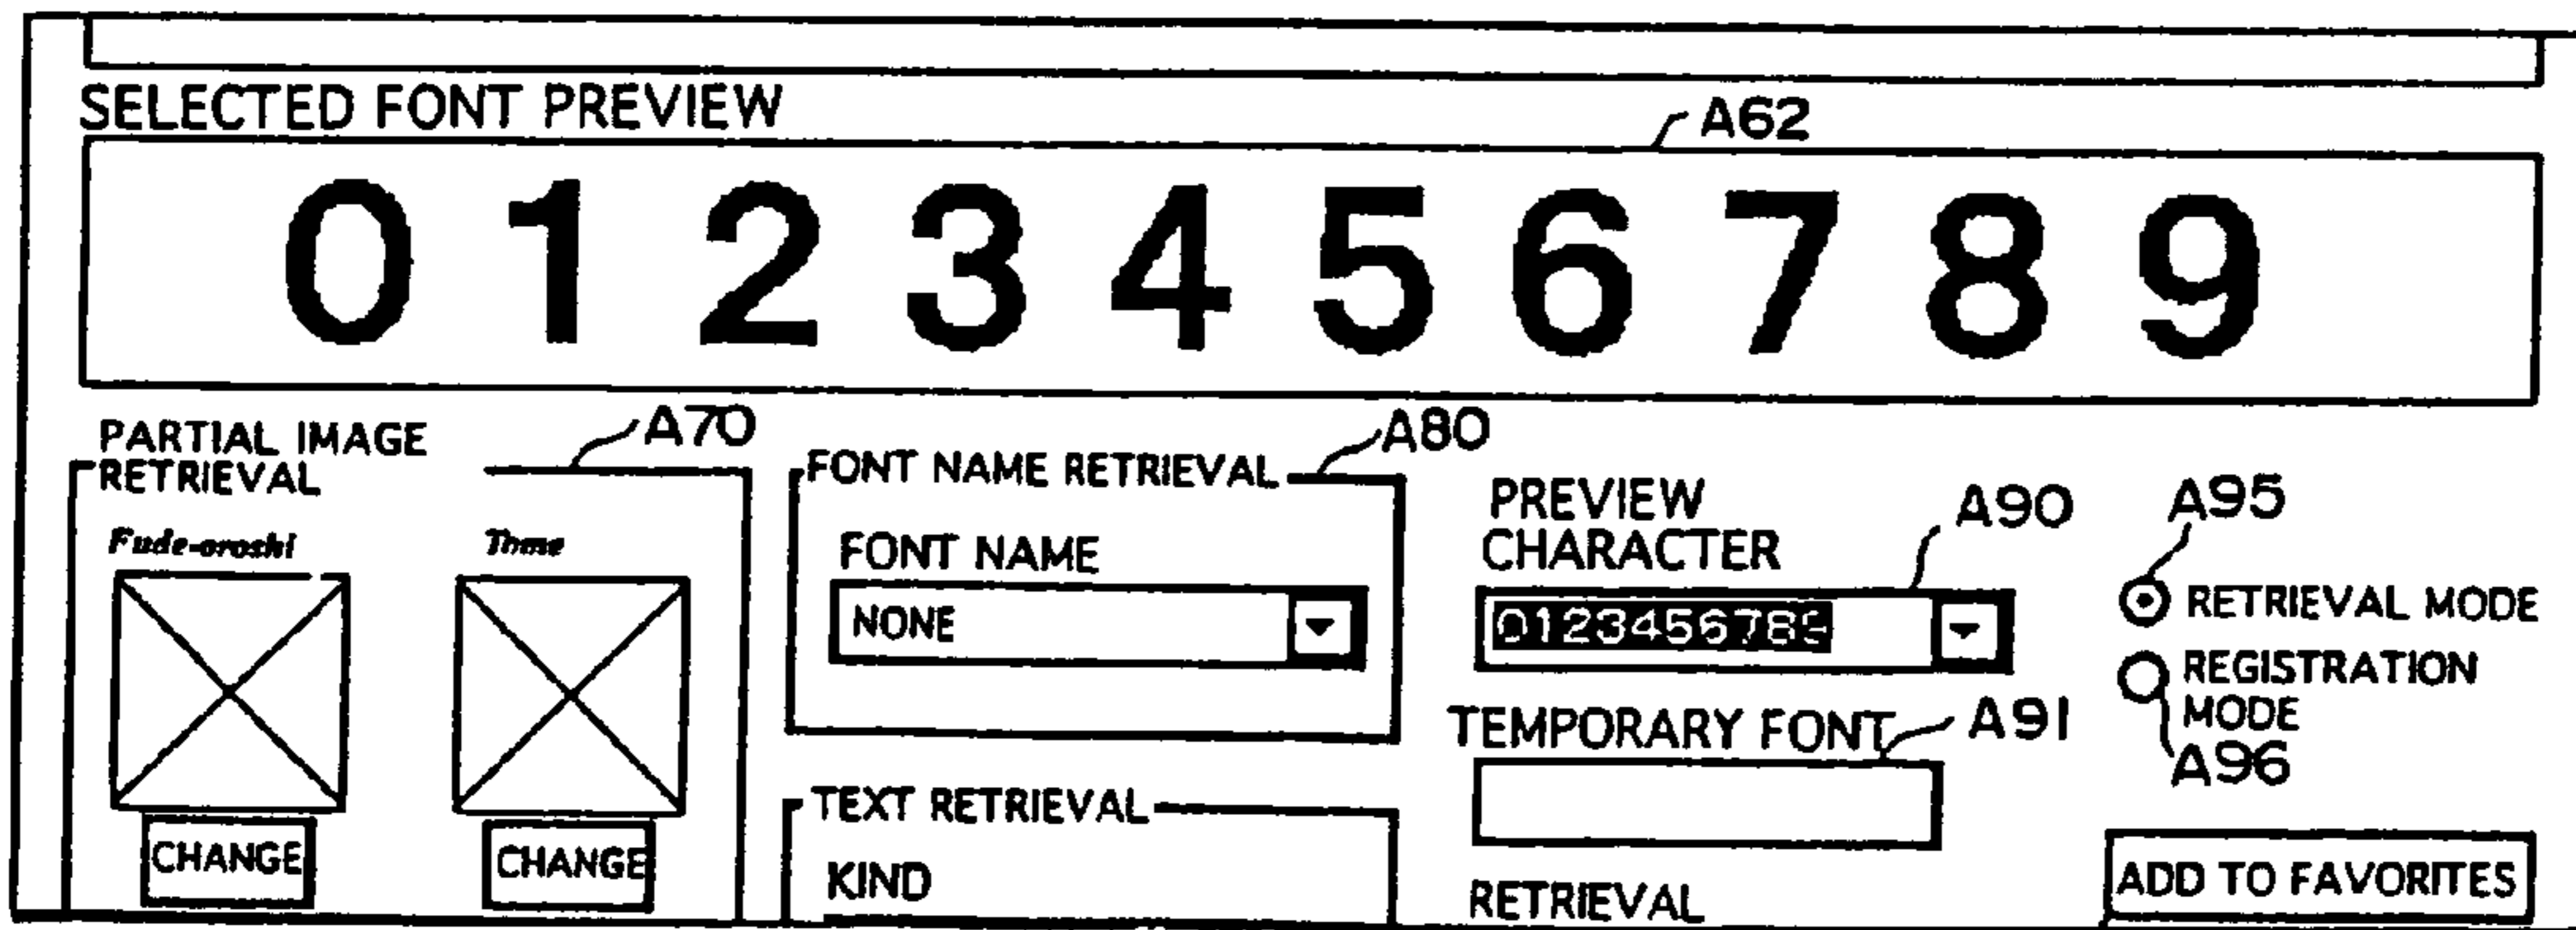 SELECTED FONT PREVIEW
A62
0 1 2 3 4 5 6 7 8 9
PARTIAL IMAGE
RETRIEVAL
A70
Fude-oroshi
Tome
CHANGE
CHANGE
FONT NAME RETRIEVAL
A80
FONT NAME
NONE
TEXT RETRIEVAL
KIND
PREVIEW
CHARACTER
A90
0123456789
TEMPORARY FONT
A91
RETRIEVAL
A95
RETRIEVAL MODE
REGISTRATION
MODE
A96
ADD TO FAVORITES